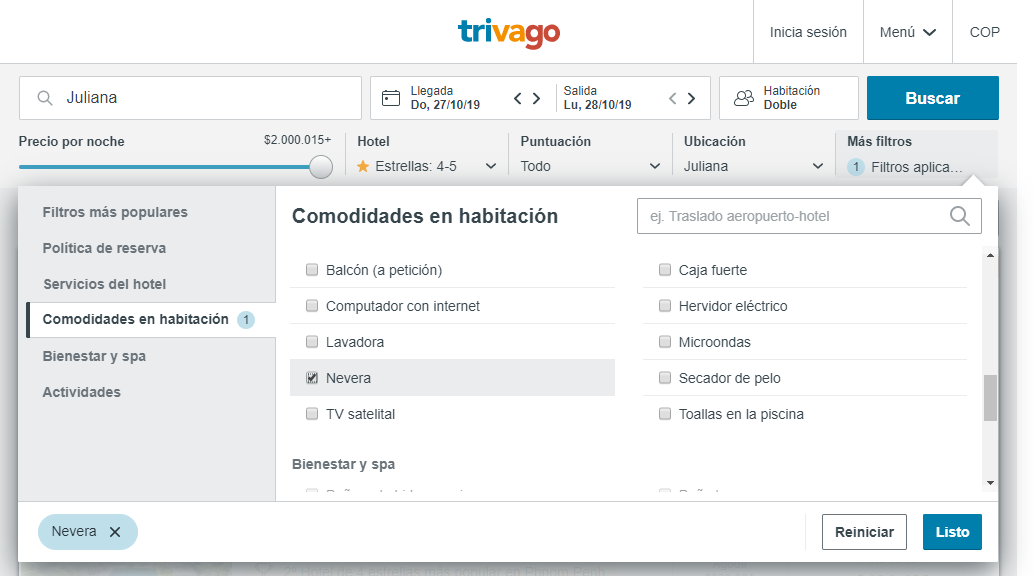 trivago
Inicia sesión
Menú
COP
Juliana
Llegada
Do, 27/10/19
Salida
Lu, 28/10/19
Habitación
Doble
Buscar
Precio por noche
$2.000.015+
Hotel
Estrellas: 4-5
Puntuación
Todo
Ubicación
Juliana
Más filtros
1 Filtros aplica...
Filtros más populares
Política de reserva
Servicios del hotel
Comodidades en habitación 1
Bienestar y spa
Actividades
Comodidades en habitación
ej. Traslado aeropuerto-hotel
Balcón (a petición)
Caja fuerte
Computador con internet
Hervidor eléctrico
Lavadora
Microondas
Nevera
Secador de pelo
TV satelital
Toallas en la piscina
Bienestar y spa
Nevera
Reiniciar
Listo